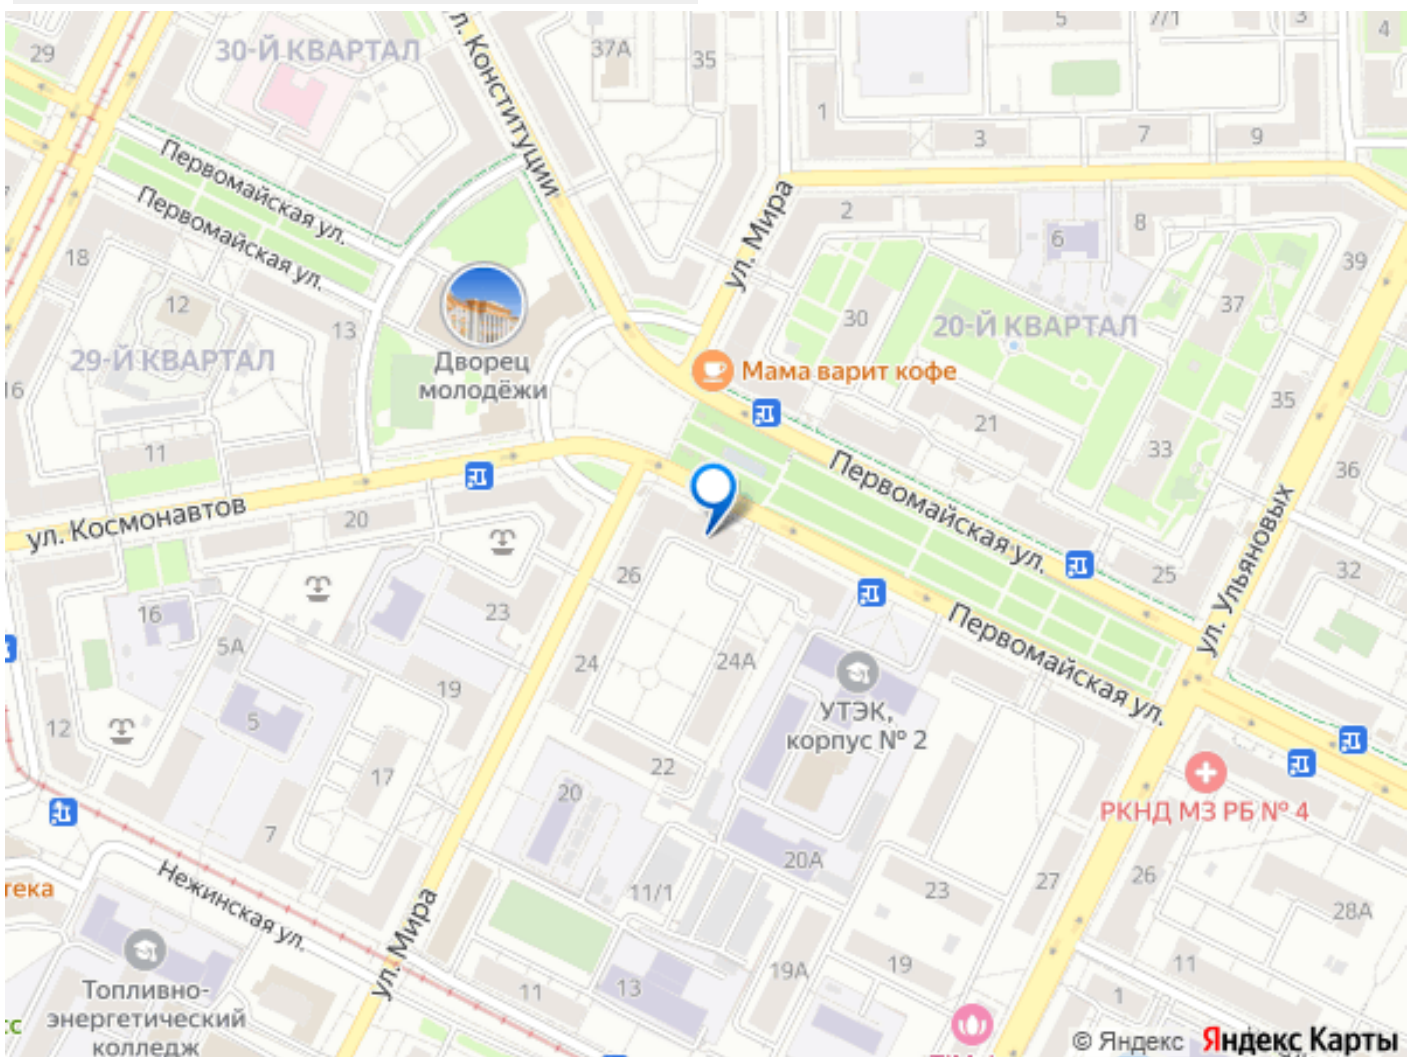 5
7/1
3
4
29
30-Й КВАРТАЛ
37А
35
ул. Конституции
1
3
7
9
Первомайская ул.
Первомайская ул.
ул. Мира
2
8
6
39
18
12
13
37
30
20-Й КВАРТАЛ
29-Й КВАРТАЛ
Дворец
молодёжи
Мама варит кофе
16
35
21
11
33
36
Первомайская ул.
ул. Космонавтов
20
ул. Ульяновых
26
25
32
16
23
5А
24
24А
Первомайская ул.
19
УТЭК,
корпус № 2
12
5
17
22
20
РКНД МЗ РБ № 4
7
20А
тека
Нежинская ул.
11/1
23
27
26
28А
ул. Мира
19А
19
11
11
13
1
Топливно-
энергетический
колледж
© Яндекс
Яндекс Карты